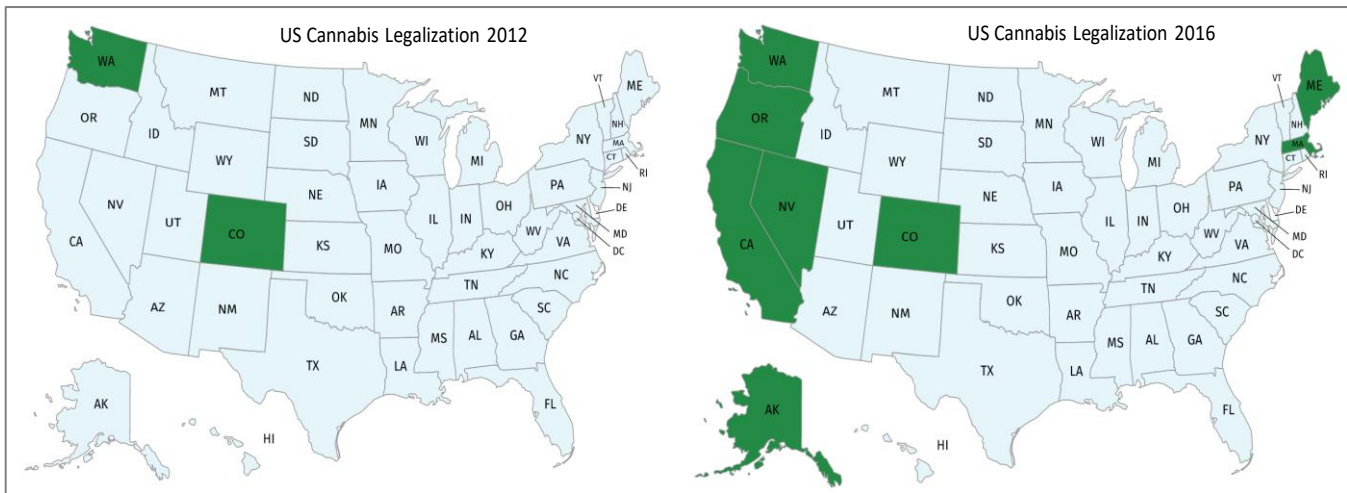 US Cannabis Legalization 2012
WA
MT
ND
MN
VT
ME
OR
ID
SD
WI
NY
NH
MA
WY
MI
CT
RI
NE
IA
PA
NJ
NV
UT
CO
IL
IN
OH
DE
CA
KS
MO
WV
VA
MD
KY
DC
AZ
NM
OK
TN
NC
AR
SC
MS
AL
GA
TX
LA
AK
HI
FL
US Cannabis Legalization 2016
WA
MT
ND
MN
VT
ME
OR
ID
SD
WI
NY
NH
MA
WY
MI
CT
RI
NE
IA
PA
NJ
NV
UT
CO
IL
IN
OH
DE
CA
KS
MO
WV
VA
MD
KY
DC
AZ
NM
OK
TN
NC
AR
SC
MS
AL
GA
TX
LA
AK
HI
FL